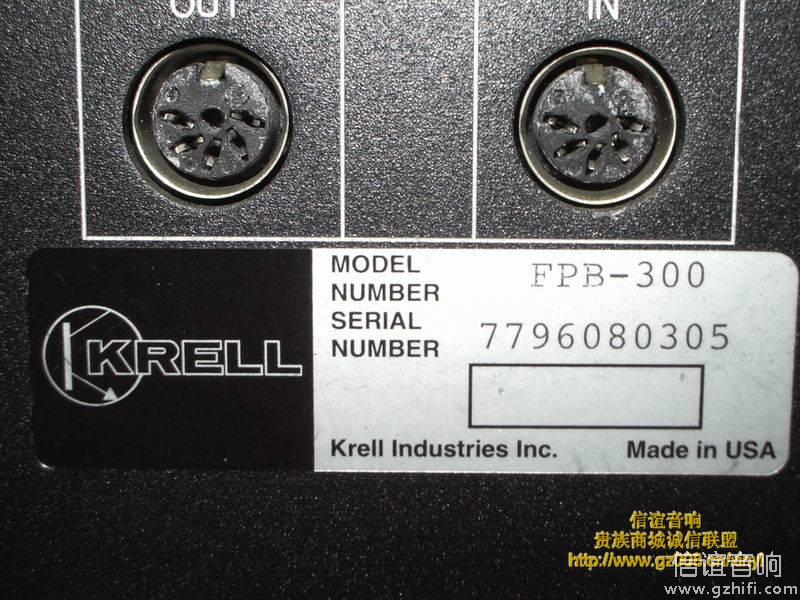 OUT IN
MODEL NUMBER FPB-300
SERIAL NUMBER 7796080305
KRELL
Krell Industries Inc. Made in USA
信谊音响
贵族商城诚信联盟
信谊音响
www.gzhifi.com